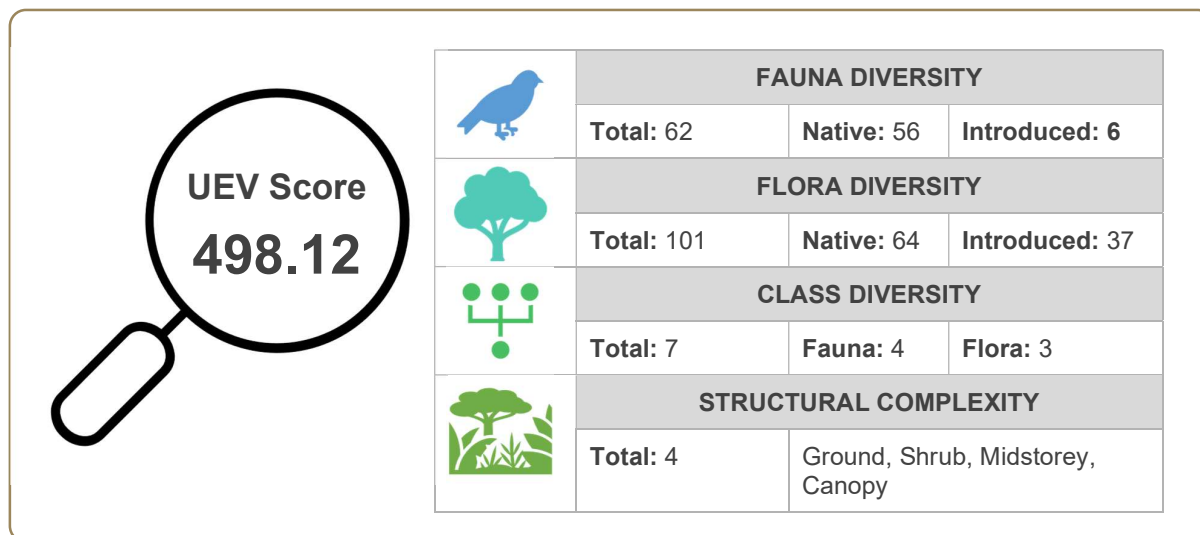 UEV Score
498.12
FAUNA DIVERSITY
Total: 62 Native: 56 Introduced: 6
FLORA DIVERSITY
Total: 101 Native: 64 Introduced: 37
CLASS DIVERSITY
Total: 7 Fauna: 4 Flora: 3
STRUCTURAL COMPLEXITY
Total: 4 Ground, Shrub, Midstorey,
Canopy